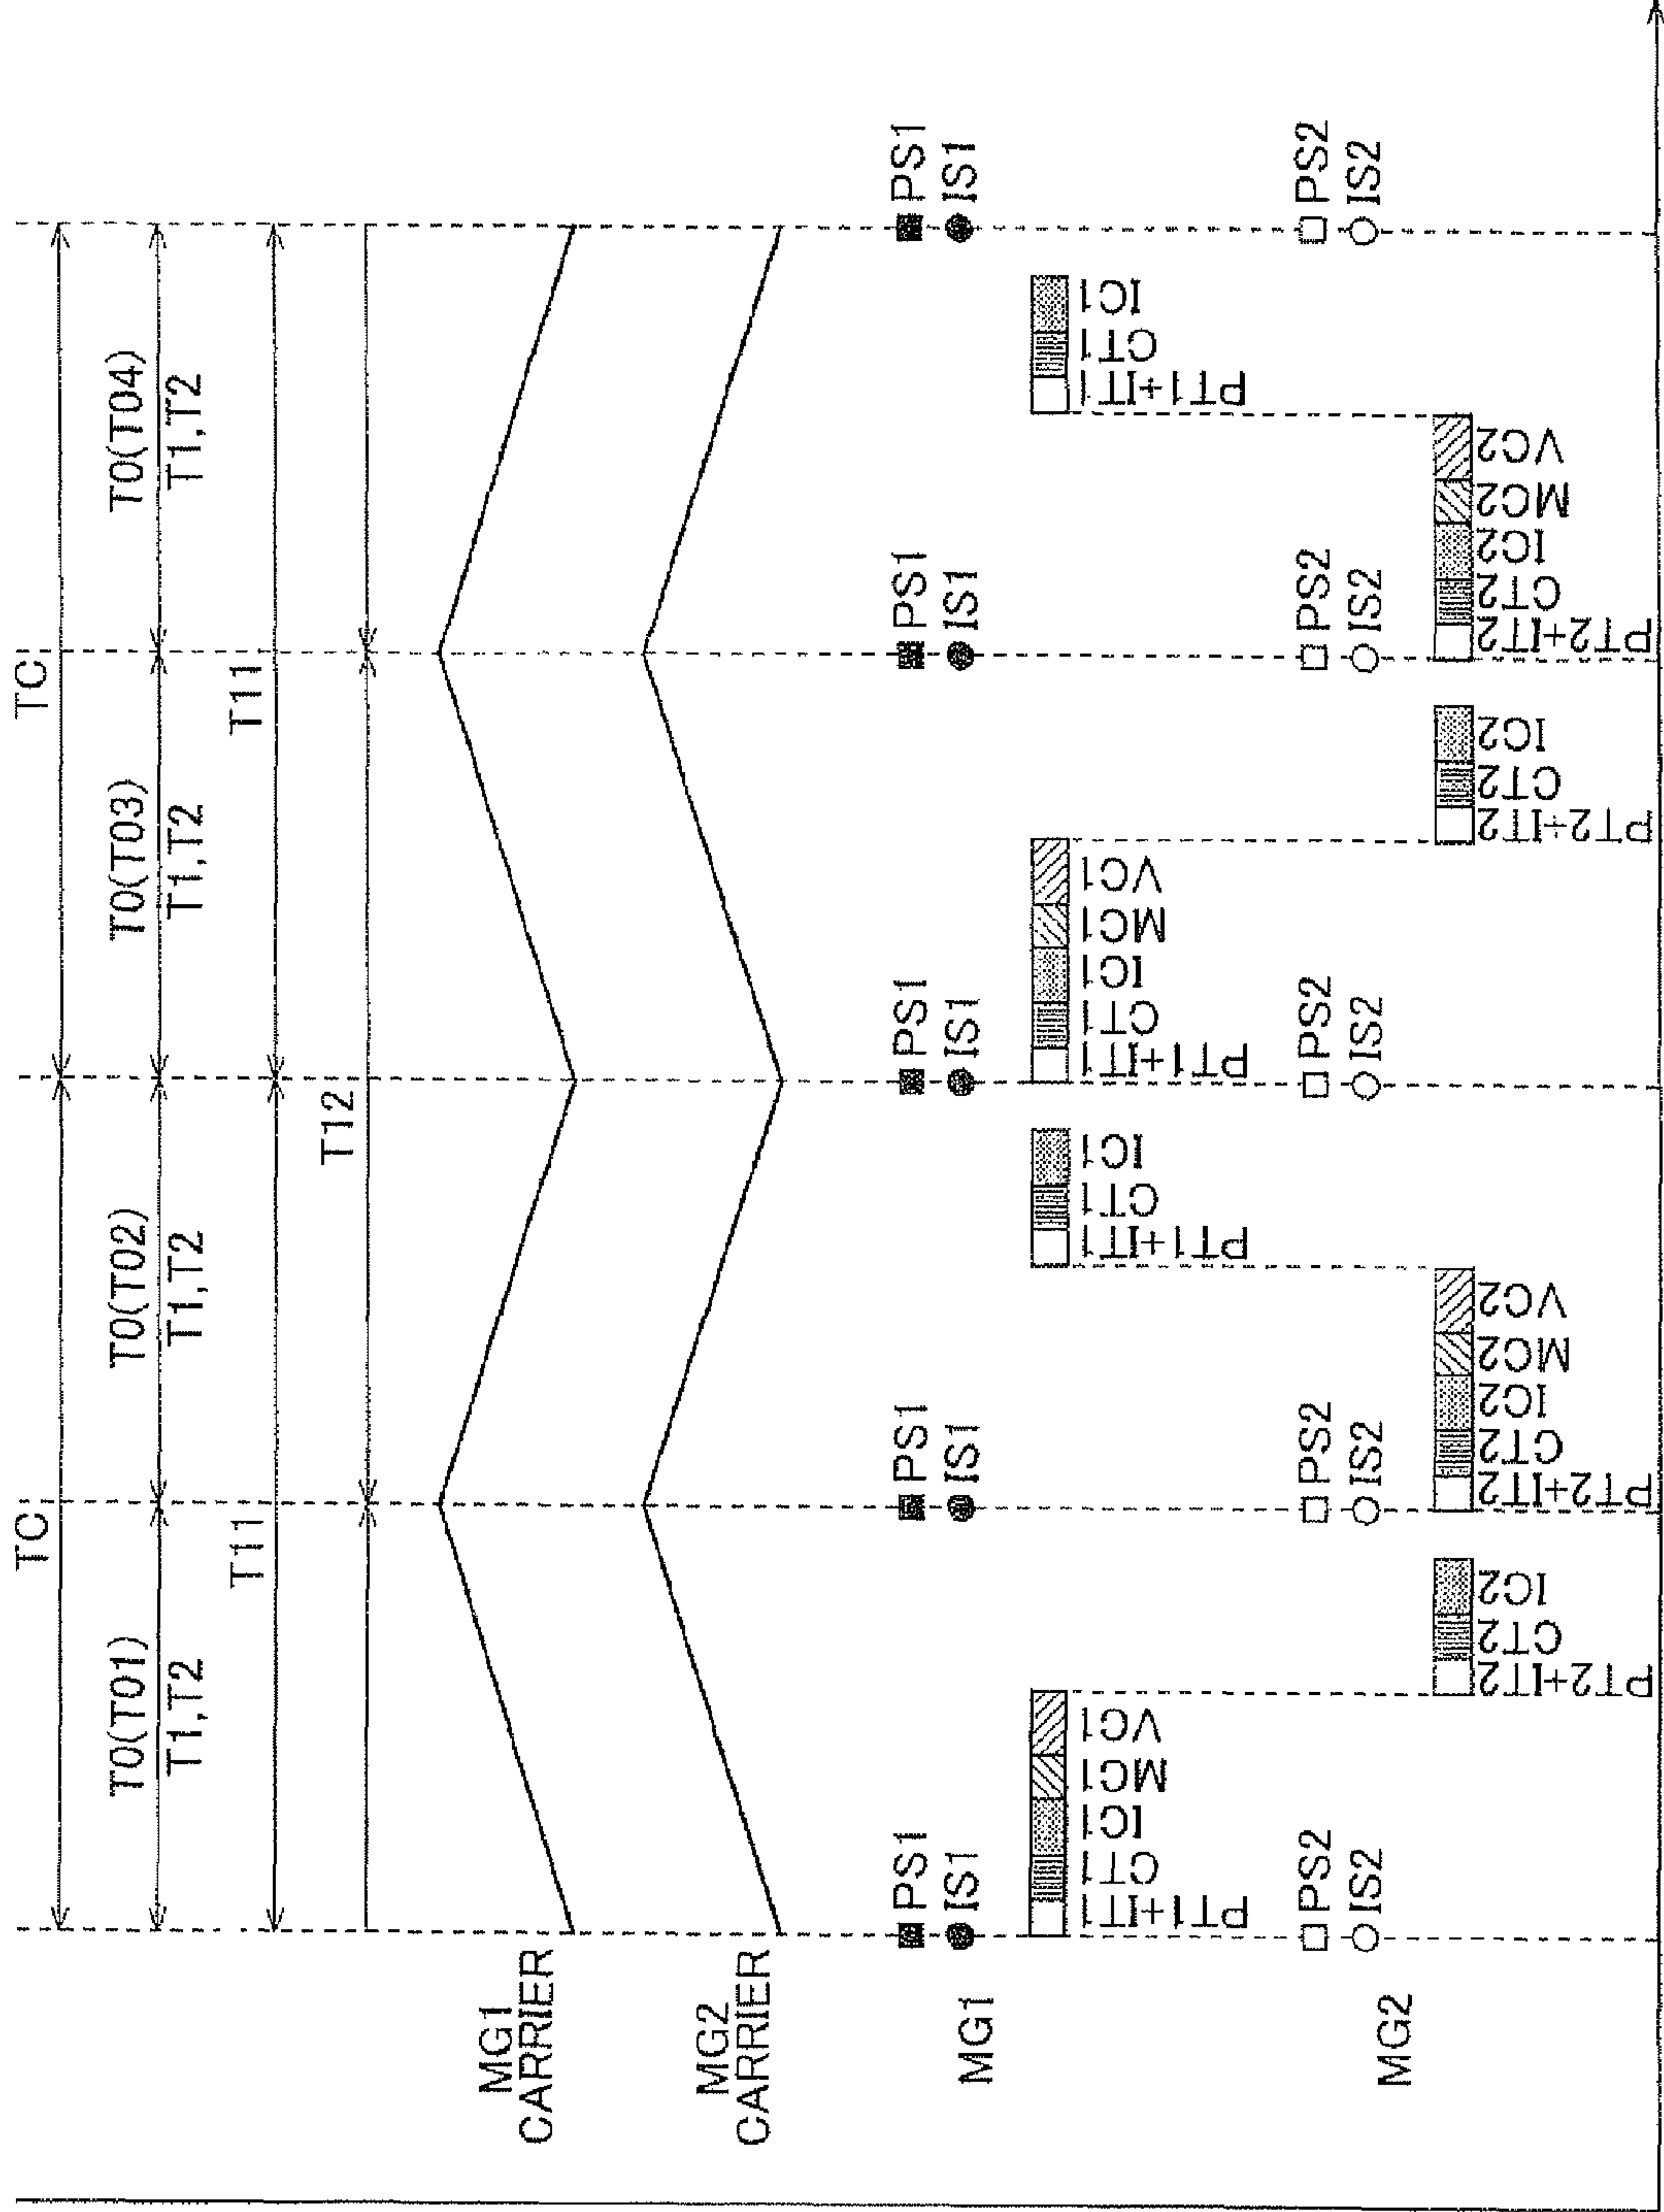 TC
TC
T0(T01)
T1,T2
T0(T02)
T1,T2
T0(T03)
T1,T2
T0(T04)
T1,T2
T11
T11
T12
MG1
CARRIER
MG2
CARRIER
MG1
PS1
IS1
PS1
IS1
PS1
IS1
PS1
IS1
PS1
IS1
PT1+IT1
CT1
IC1
MC1
VC1
PT1+IT1
CT1
IC1
PT1+IT1
CT1
IC1
MC1
VC1
PT1+IT1
CT1
IC1
MG2
PS2
IS2
PS2
IS2
PS2
IS2
PS2
IS2
PS2
IS2
PT2+IT2
CT2
IC2
PT2+IT2
CT2
IC2
MC2
VC2
PT2+IT2
CT2
IC2
PT2+IT2
CT2
IC2
MC2
VC2